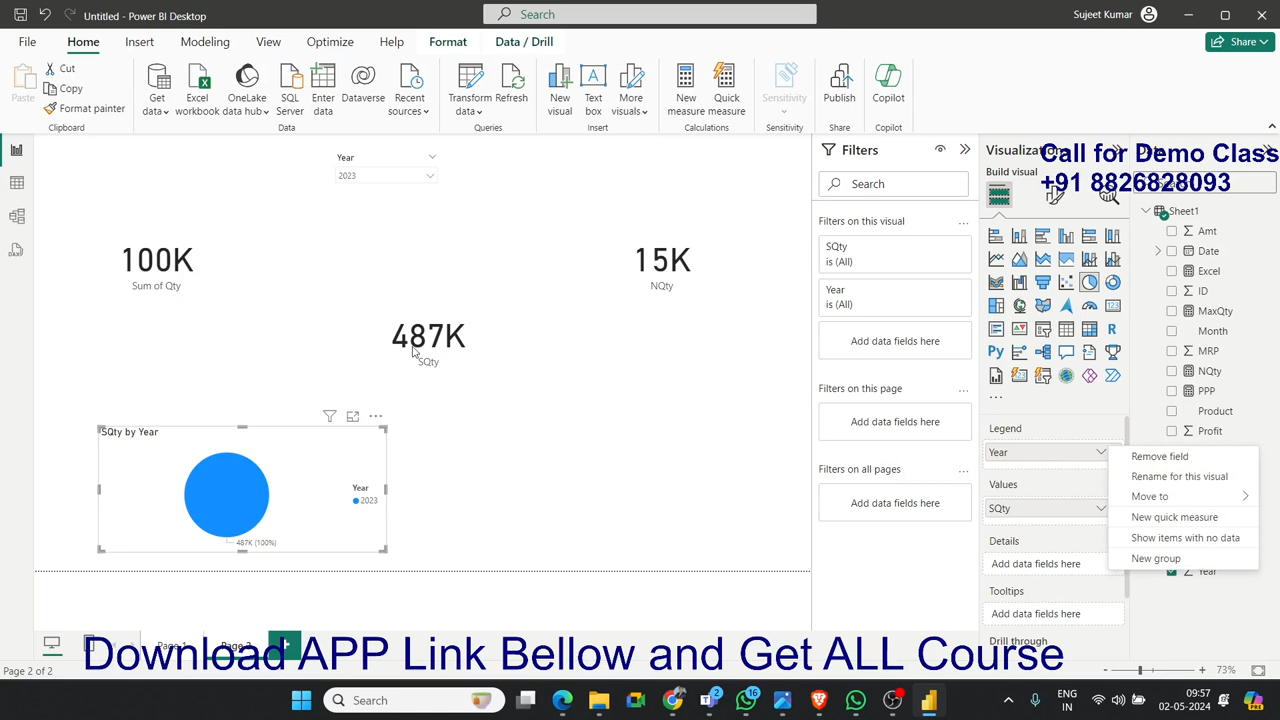 Untitled - Power BI Desktop
Search
Sujeet Kumar
File Home Insert Modeling View Optimize Help Format Data / Drill
Share
Paste
Cut
Copy
Format painter
Clipboard
Get data
Excel workbook
OneLake data hub
SQL Server
Enter data
Dataverse
Recent sources
Data
Transform data
Refresh
Queries
New visual
Text box
More visuals
Insert
New measure
Quick measure
Calculations
Sensitivity
Sensitivity
Publish
Share
Copilot
Copilot
Year
2023
100K
Sum of Qty
15K
NQty
487K
SQty
SQty by Year
Year
2023
487K (100%)
Filters
Search
Filters on this visual
SQty
is (All)
Year
is (All)
Add data fields here
Filters on this page
Add data fields here
Filters on all pages
Add data fields here
Build visual
Call for Demo Class
+91 8826828093
Legend
Year
Values
SQty
Details
Add data fields here
Tooltips
Add data fields here
Drill through
Remove field
Rename for this visual
Move to
New quick measure
Show items with no data
New group
Sheet1
Amt
Date
Excel
ID
MaxQty
Month
MRP
NQty
PPP
Product
Profit
Year
Download APP Link Bellow and Get ALL Course
Page 2 of 2
73%
Search
ENG
IN
09:57
02-05-2024